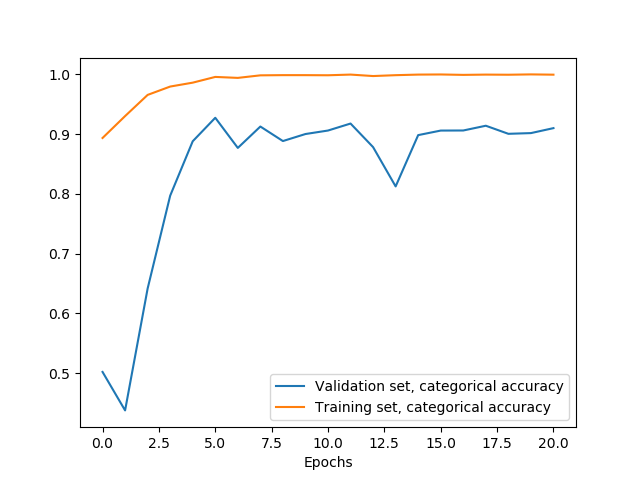 1.0
0.9
0.8
0.7
0.6
0.5
Validation set, categorical accuracy
Training set, categorical accuracy
0.0 2.5 5.0 7.5 10.0 12.5 15.0 17.5 20.0
Epochs